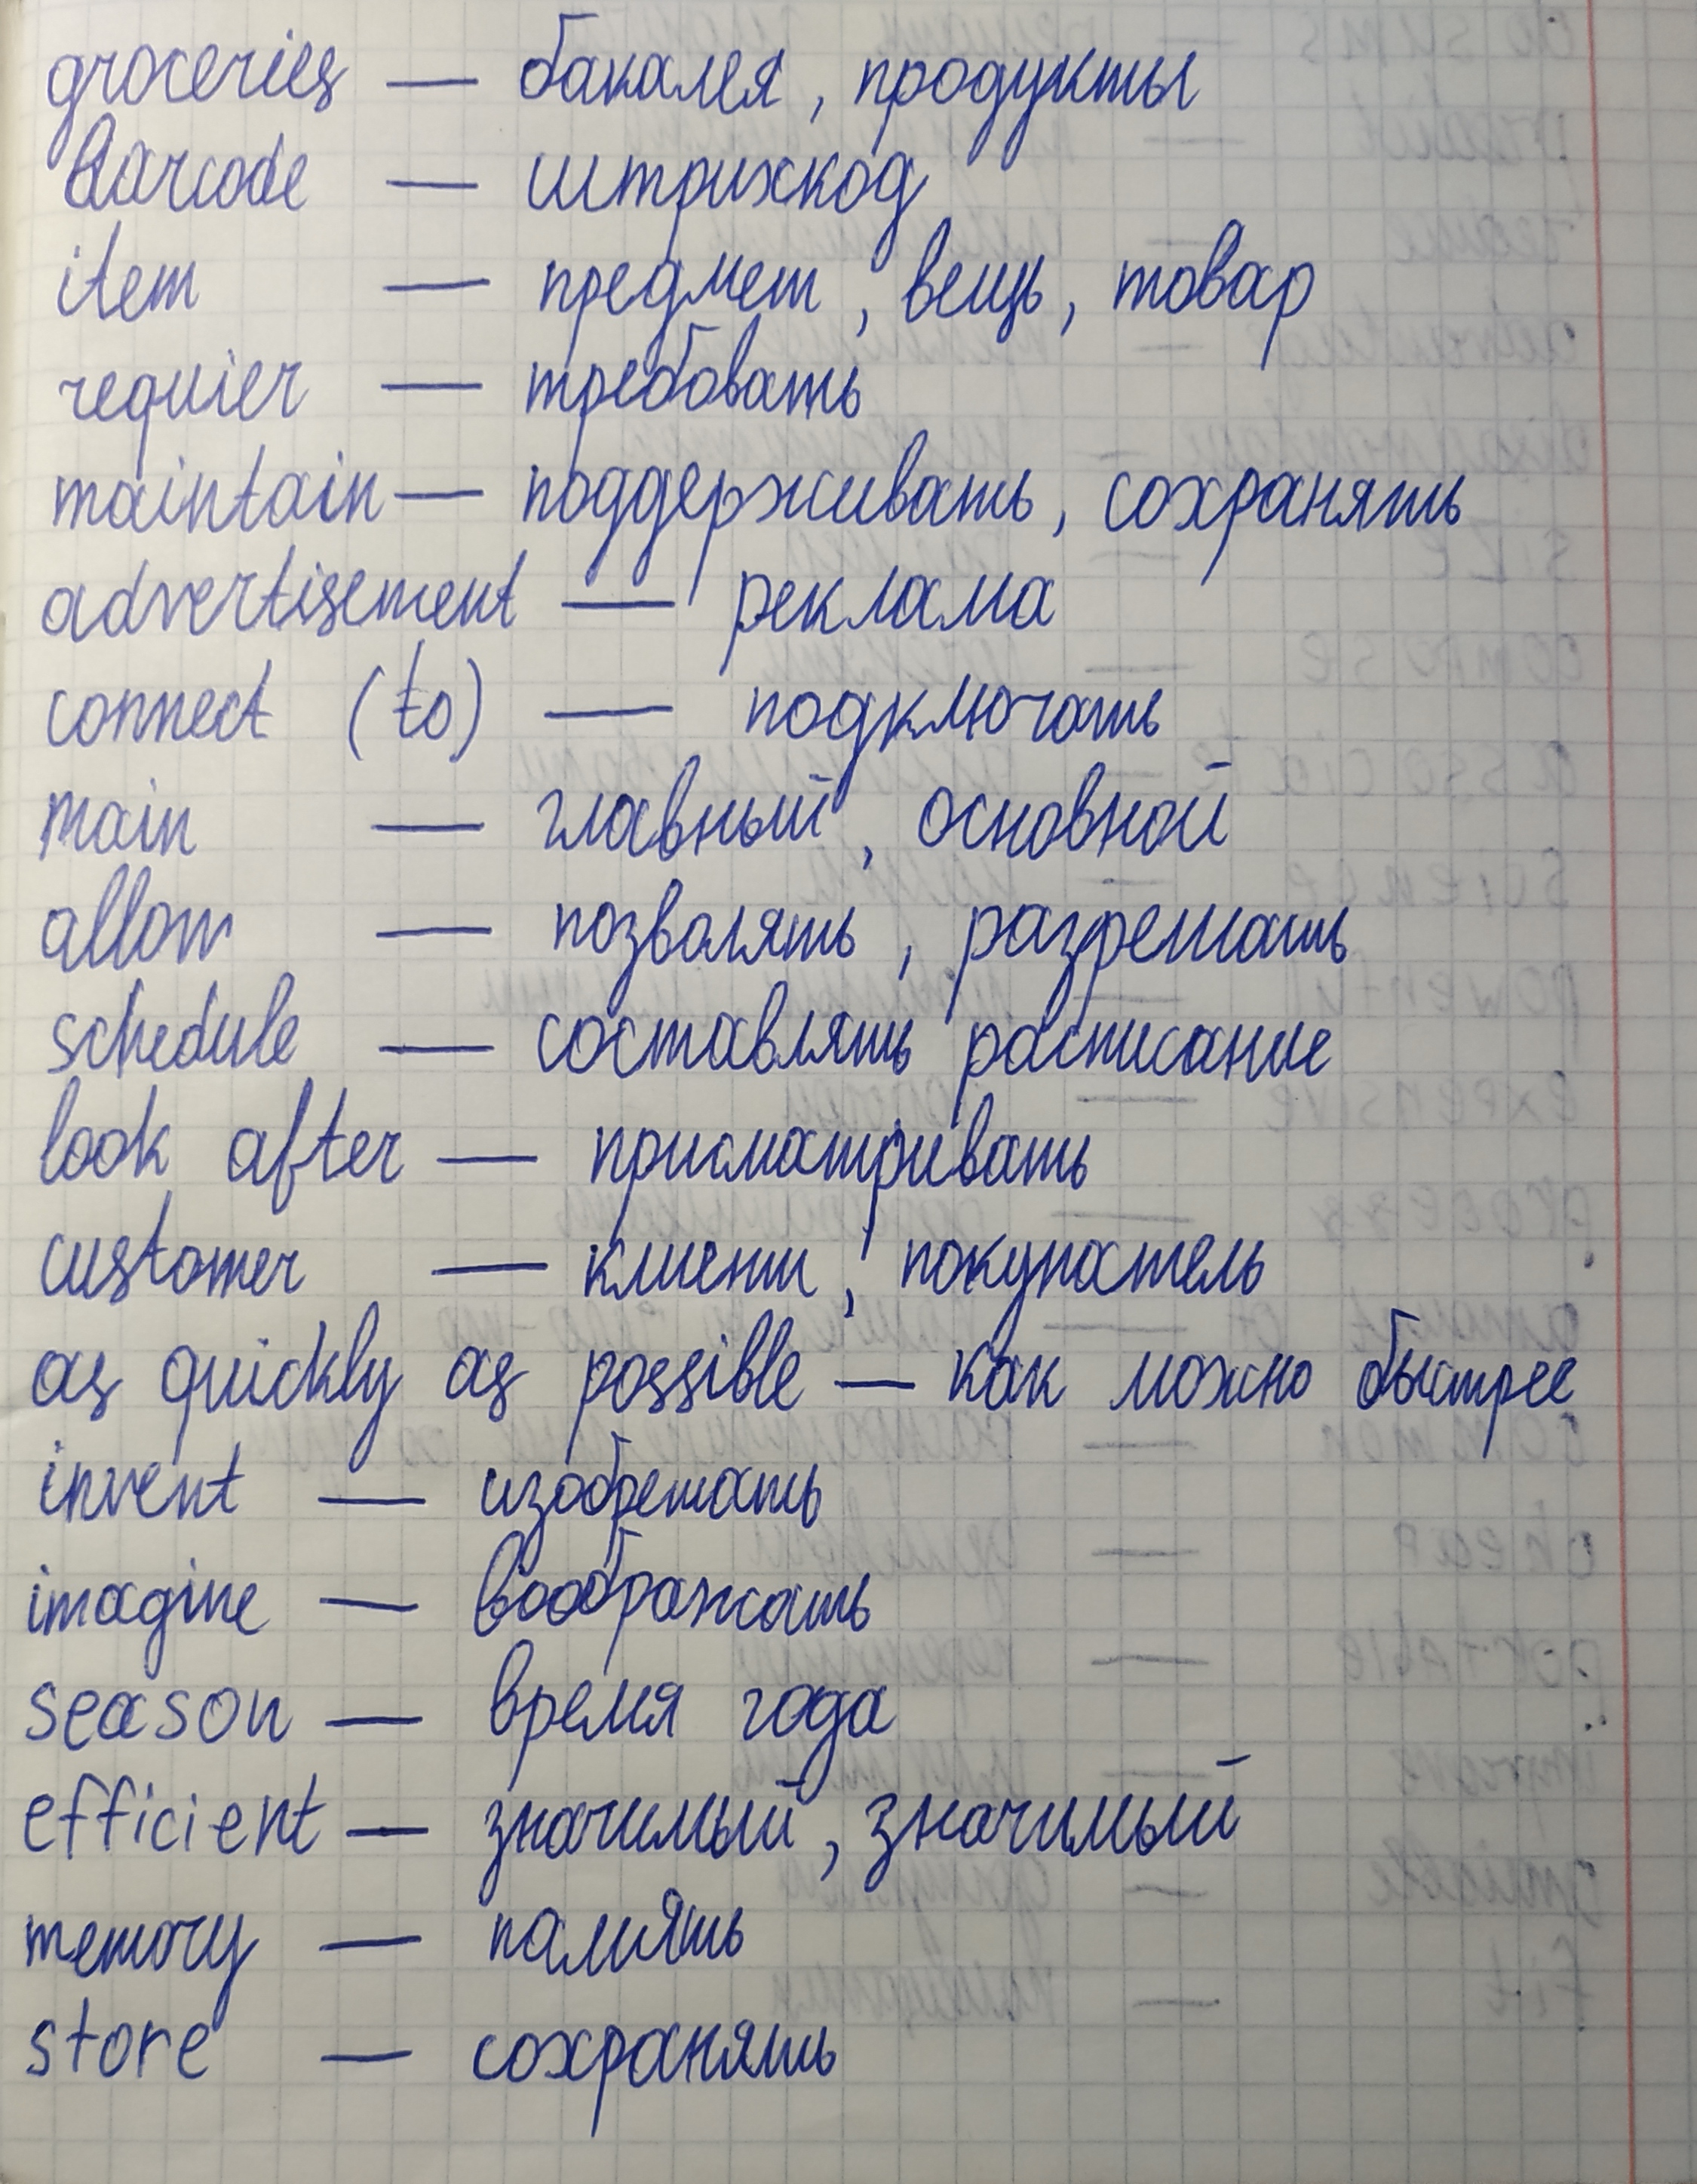 groceries — бакалея, продукты
barcode — штрихкод
item — предмет, вещь, товар
requier — требовать
maintain — поддерживать, сохранять
advertisement — реклама
connect (to) — подключать
main — главный, основной
allow — позволять, разрешать
schedule — составлять расписание
look after — присматривать
customer — клиент, покупатель
as quickly as possible — как можно быстрее
invent — изобретать
imagine — воображать
season — время года
efficient — значимый, значимый
memory — память
store — сохранять